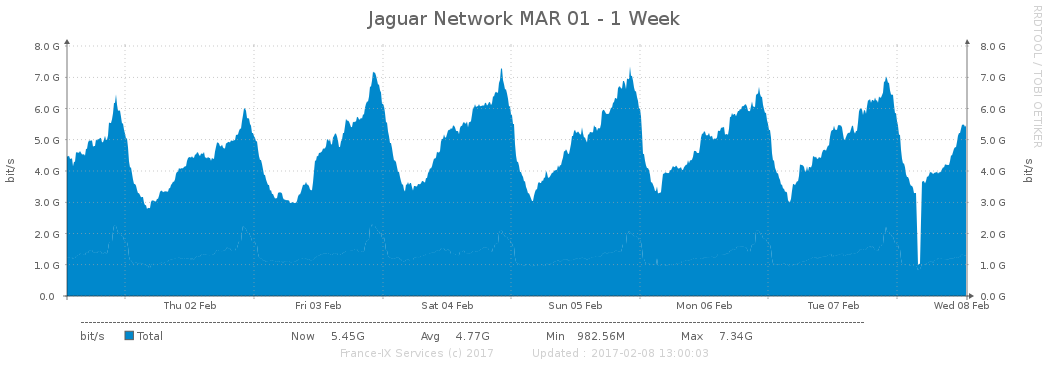 Jaguar Network MAR 01 - 1 Week
RRDTOOL / TOBI OETIKER
bit/s
8.0 G
7.0 G
6.0 G
5.0 G
4.0 G
3.0 G
2.0 G
1.0 G
0.0
8.0 G
7.0 G
6.0 G
5.0 G
4.0 G
3.0 G
2.0 G
1.0 G
0.0 G
bit/s
Thu 02 Feb Fri 03 Feb Sat 04 Feb Sun 05 Feb Mon 06 Feb Tue 07 Feb Wed 08 Feb
bit/s Total Now 5.45G Avg 4.77G Min 982.56M Max 7.34G
France-IX Services (c) 2017 Updated : 2017-02-08 13:00:03